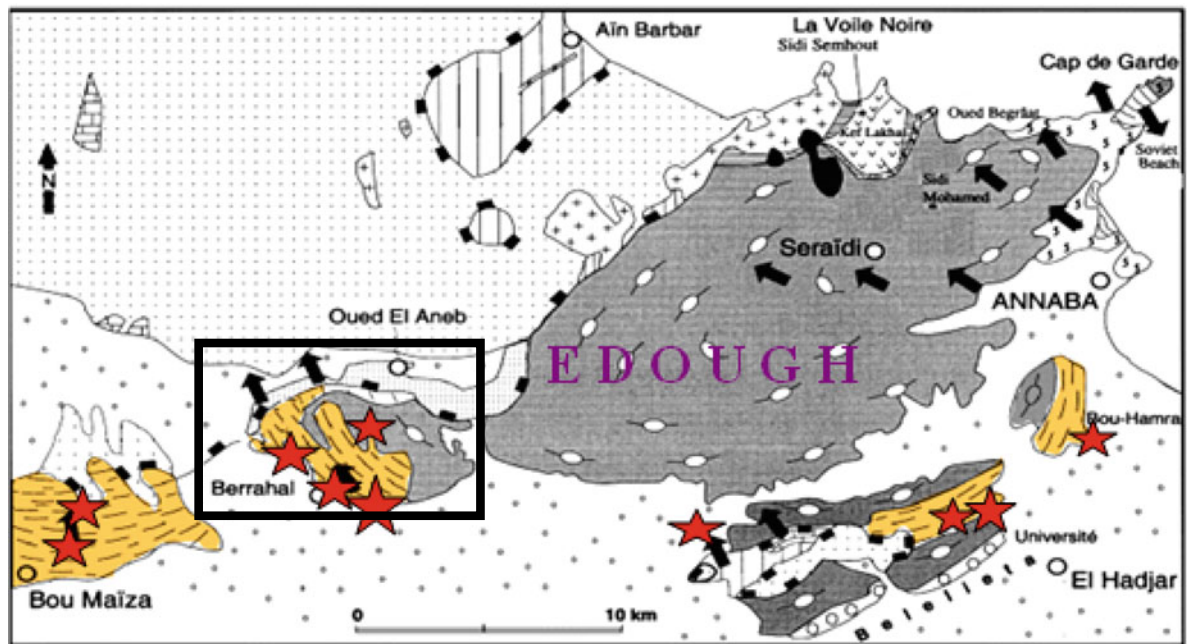 La Voile Noire
Aïn Barbar
Sidi Semhout
Cap de Garde
Oued Begrâat
Kef Lakhal
Soviet
Beach
N
Sidi
Mohamed
Seraïdi
ANNABA
Oued El Aneb
EDOUGH
Bou-Hamra
Berrahal
Université
El Hadjar
Bou Maïza
Belelieta
0 10 km